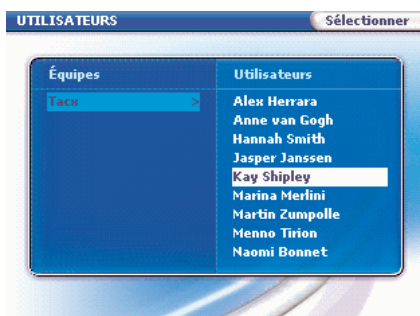 UTILISATEURS
Sélectionner
Équipes
Utilisateurs
Tacx >
Alex Herrara
Anne van Gogh
Hannah Smith
Jasper Janssen
Kay Shipley
Marina Merlini
Martin Zumpolle
Menno Tirion
Naomi Bonnet